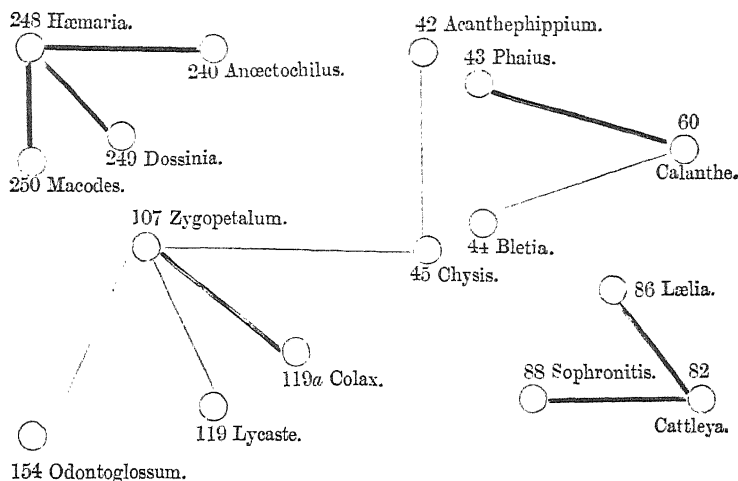 248 Hæmaria.
240 Anœctochilus.
249 Dossinia.
250 Macodes.
42 Acanthephippium.
43 Phaius.
60
Calanthe.
44 Bletia.
107 Zygopetalum.
45 Chysis.
119a Colax.
119 Lycaste.
154 Odontoglossum.
86 Lælia.
88 Sophronitis.
82
Cattleya.